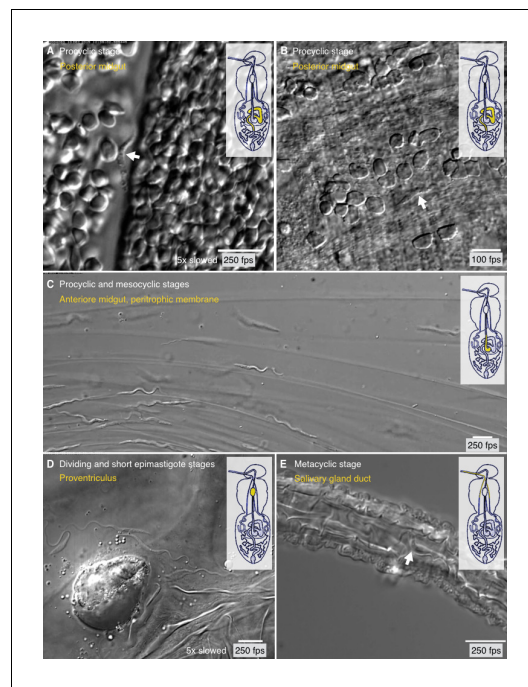 A Procyclic stage
Posterior midgut
5x slowed 250 fps
B Procyclic stage
Posterior midgut
100 fps
C Procyclic and mesocyclic stages
Anteriore midgut, peritrophic membrane
250 fps
D Dividing and short epimastigote stages
Proventriculus
5x slowed 250 fps
E Metacyclic stage
Salivary gland duct
250 fps